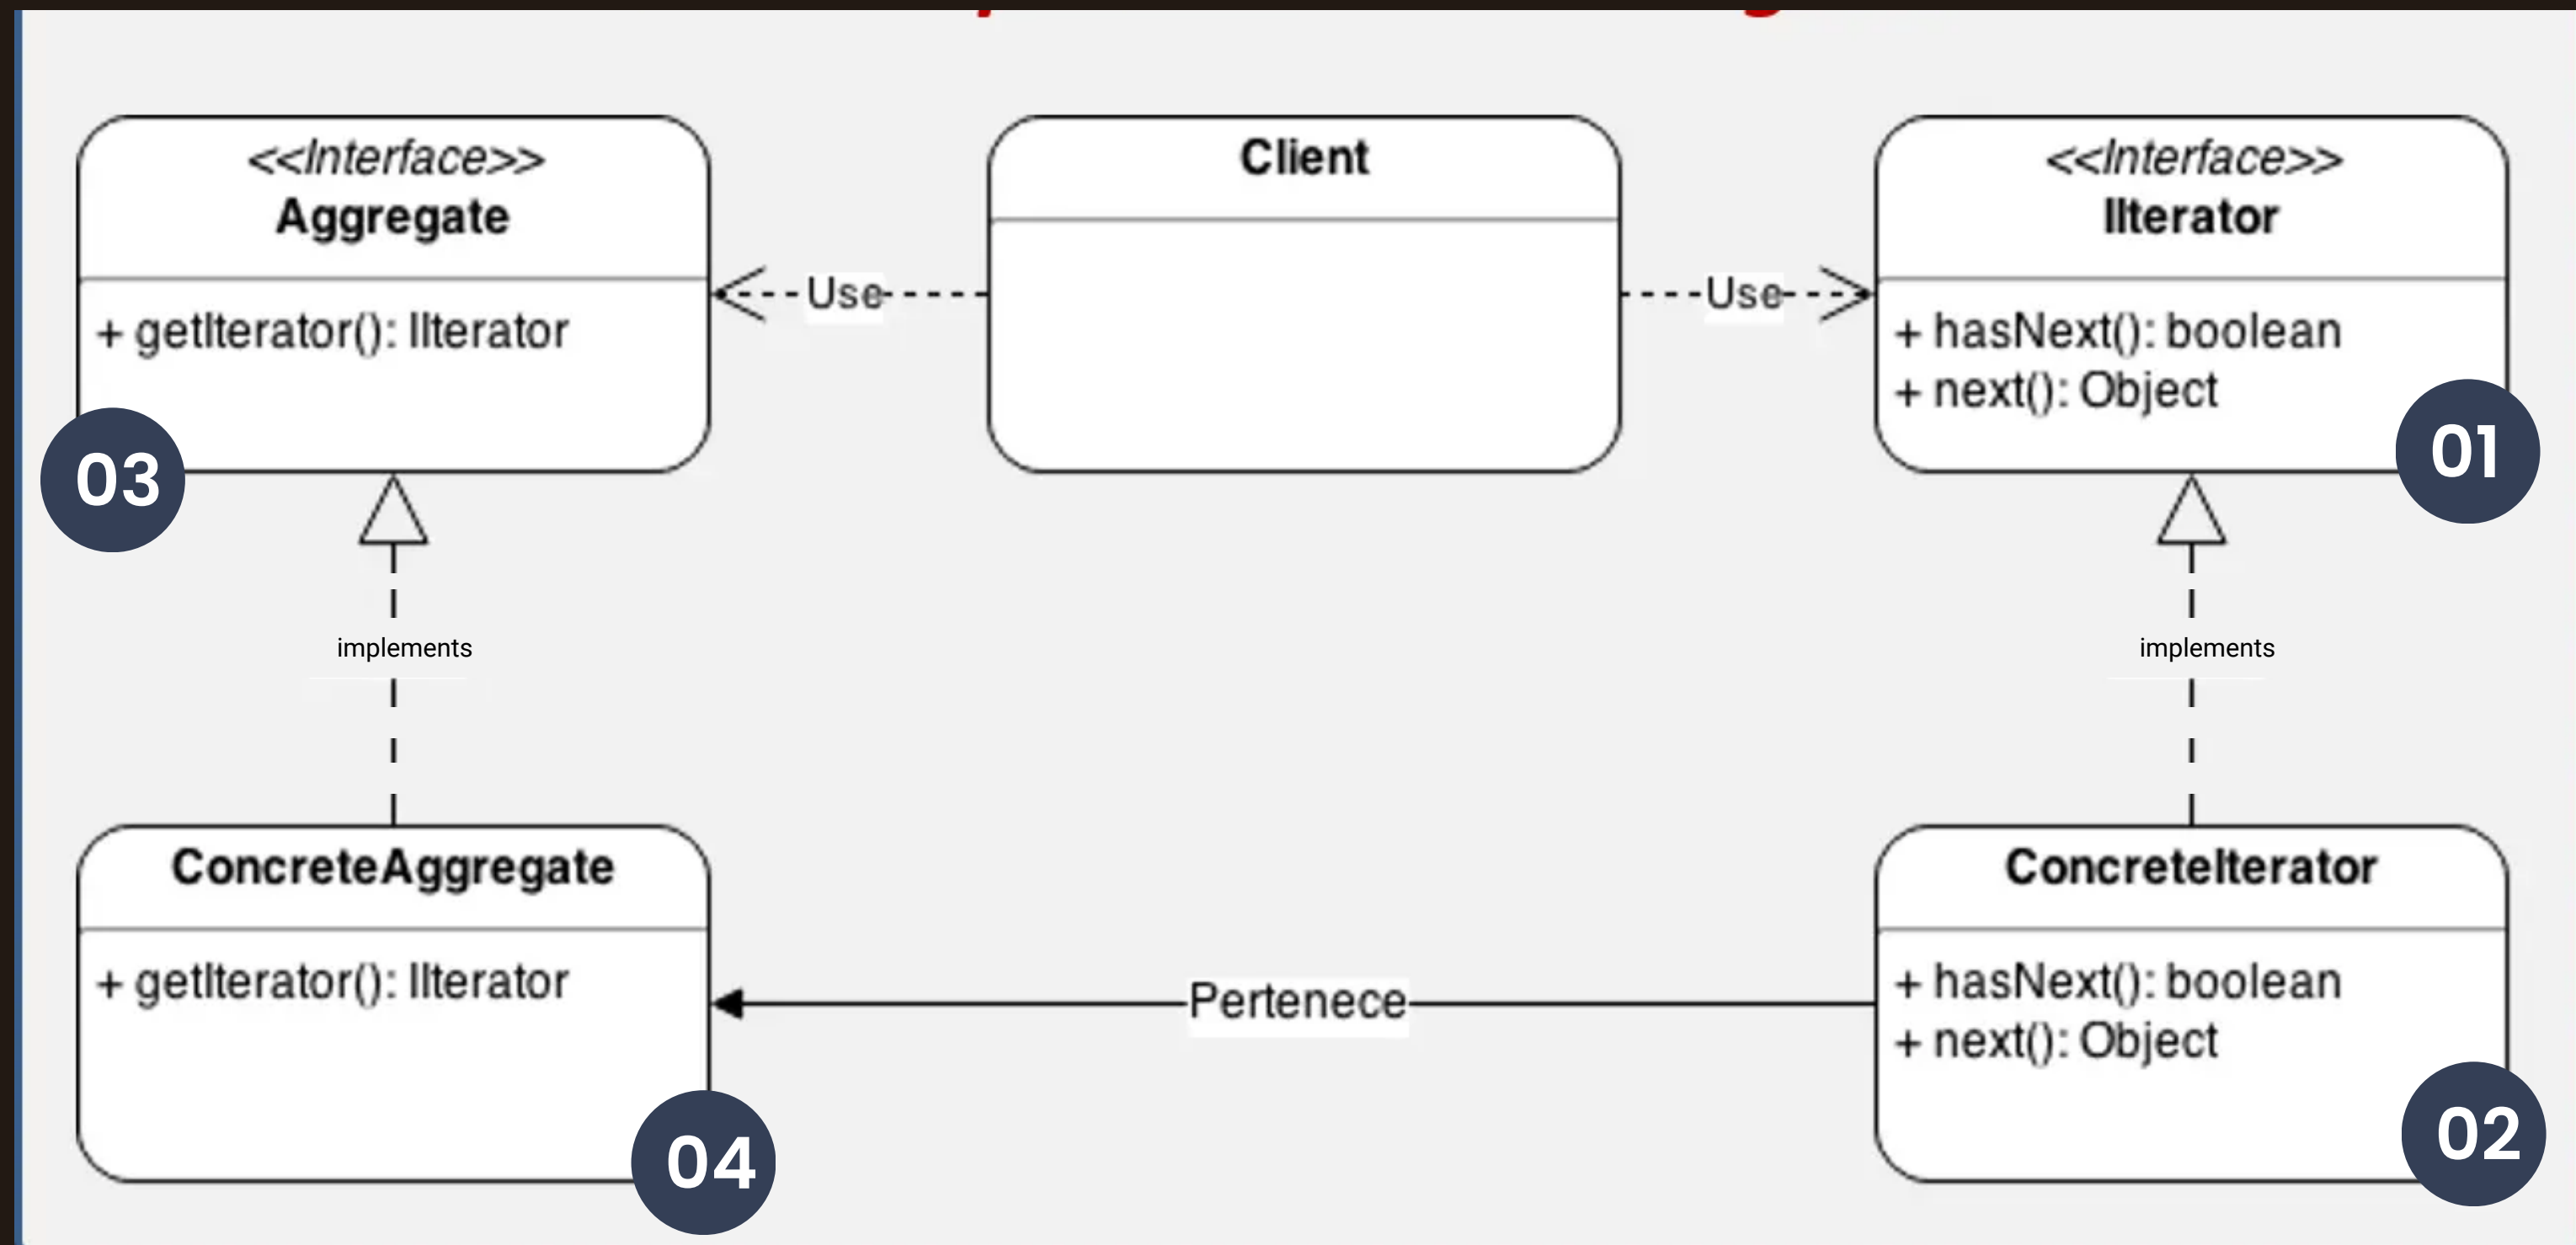 <<Interface>>
Aggregate
+ getIterator(): IIterator
03
Use
Client
Use
<<Interface>>
IIterator
+ hasNext(): boolean
+ next(): Object
01
implements
implements
ConcreteAggregate
+ getIterator(): IIterator
04
Pertenece
ConcreteIterator
+ hasNext(): boolean
+ next(): Object
02